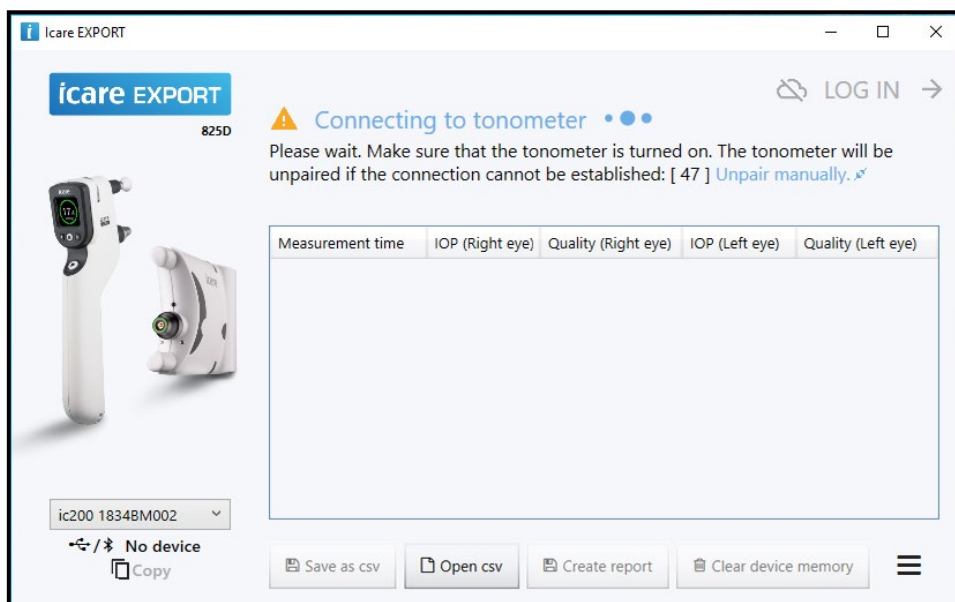 Icare EXPORT
icare EXPORT
825D
LOG IN
Connecting to tonometer
Please wait. Make sure that the tonometer is turned on. The tonometer will be
unpaired if the connection cannot be established: [ 47 ] Unpair manually.
Measurement time IOP (Right eye) Quality (Right eye) IOP (Left eye) Quality (Left eye)
ic200 1834BM002
/ No device
Copy
Save as csv Open csv Create report Clear device memory